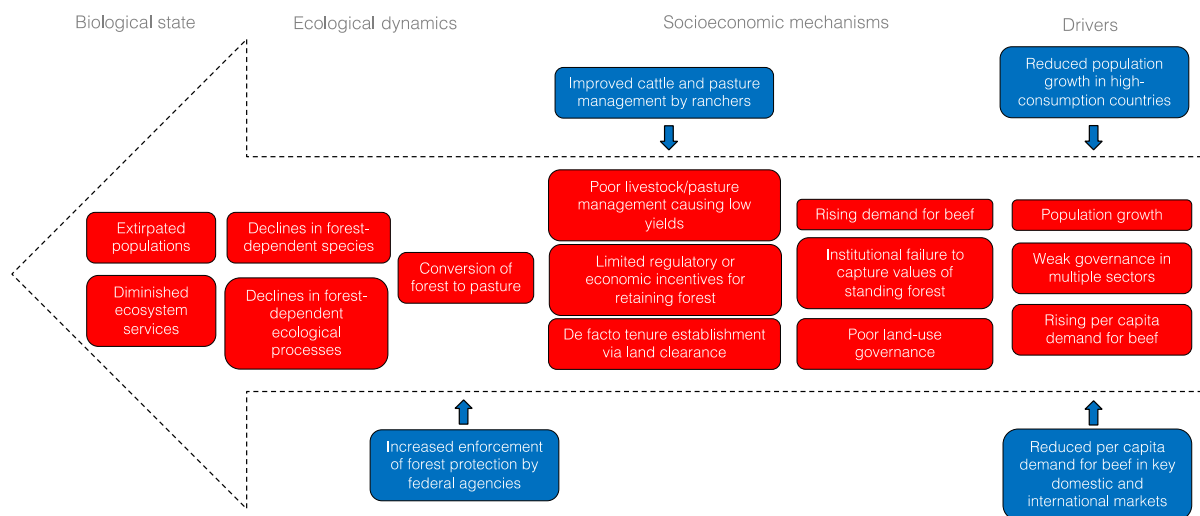 Biological state
Ecological dynamics
Socioeconomic mechanisms
Drivers
Improved cattle and pasture
management by ranchers
Reduced population
growth in high-
consumption countries
Extirpated
populations
Diminished
ecosystem
services
Declines in forest-
dependent species
Declines in forest-
dependent
ecological
processes
Conversion of
forest to pasture
Poor livestock/pasture
management causing low
yields
Limited regulatory or
economic incentives for
retaining forest
De facto tenure establishment
via land clearance
Rising demand for beef
Institutional failure to
capture values of
standing forest
Poor land-use
governance
Population growth
Weak governance in
multiple sectors
Rising per capita
demand for beef
Increased enforcement
of forest protection by
federal agencies
Reduced per capita
demand for beef in key
domestic and
international markets